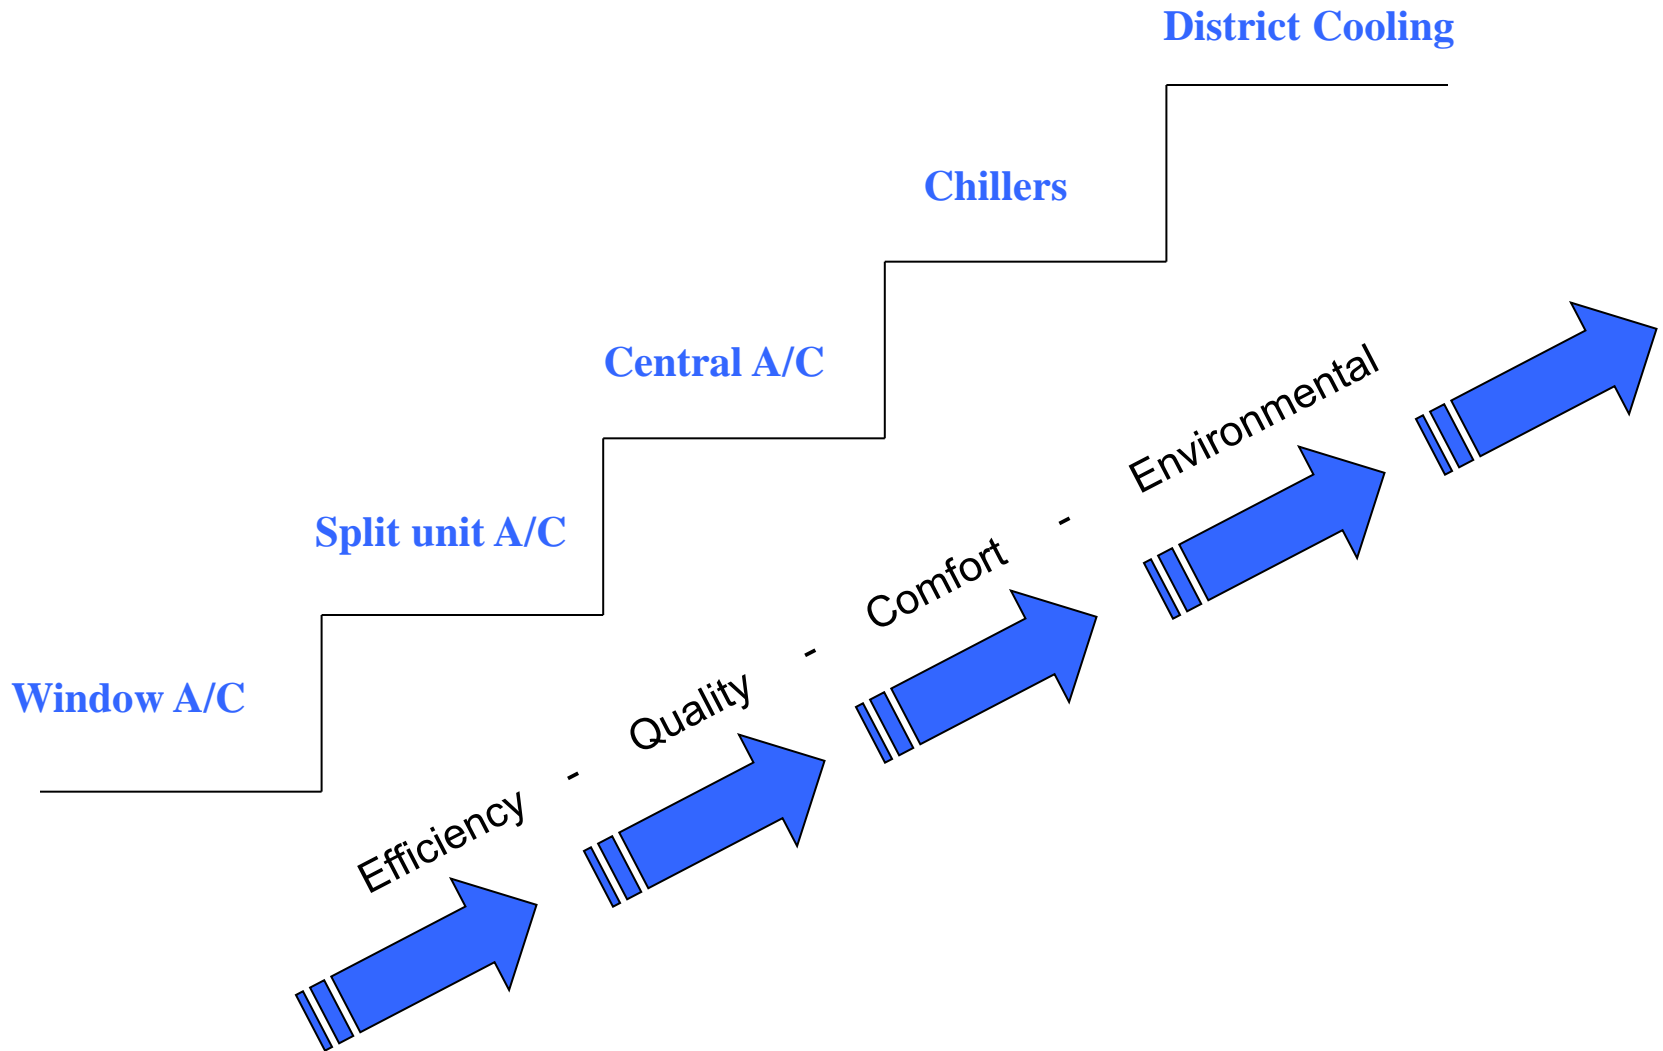 District Cooling
Chillers
Central A/C
Split unit A/C
Window A/C
Efficiency - Quality - Comfort - Environmental